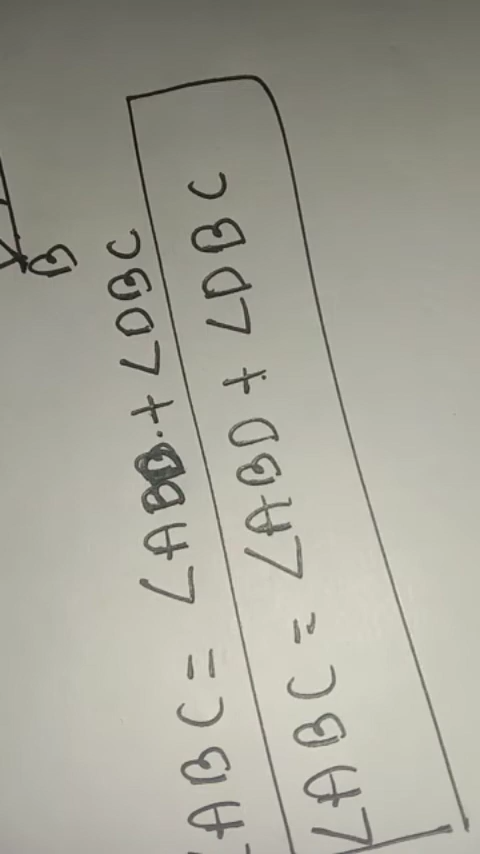 B
∠ABC = ∠ABD + ∠DBC
∠ABC = ∠ABD + ∠DBC